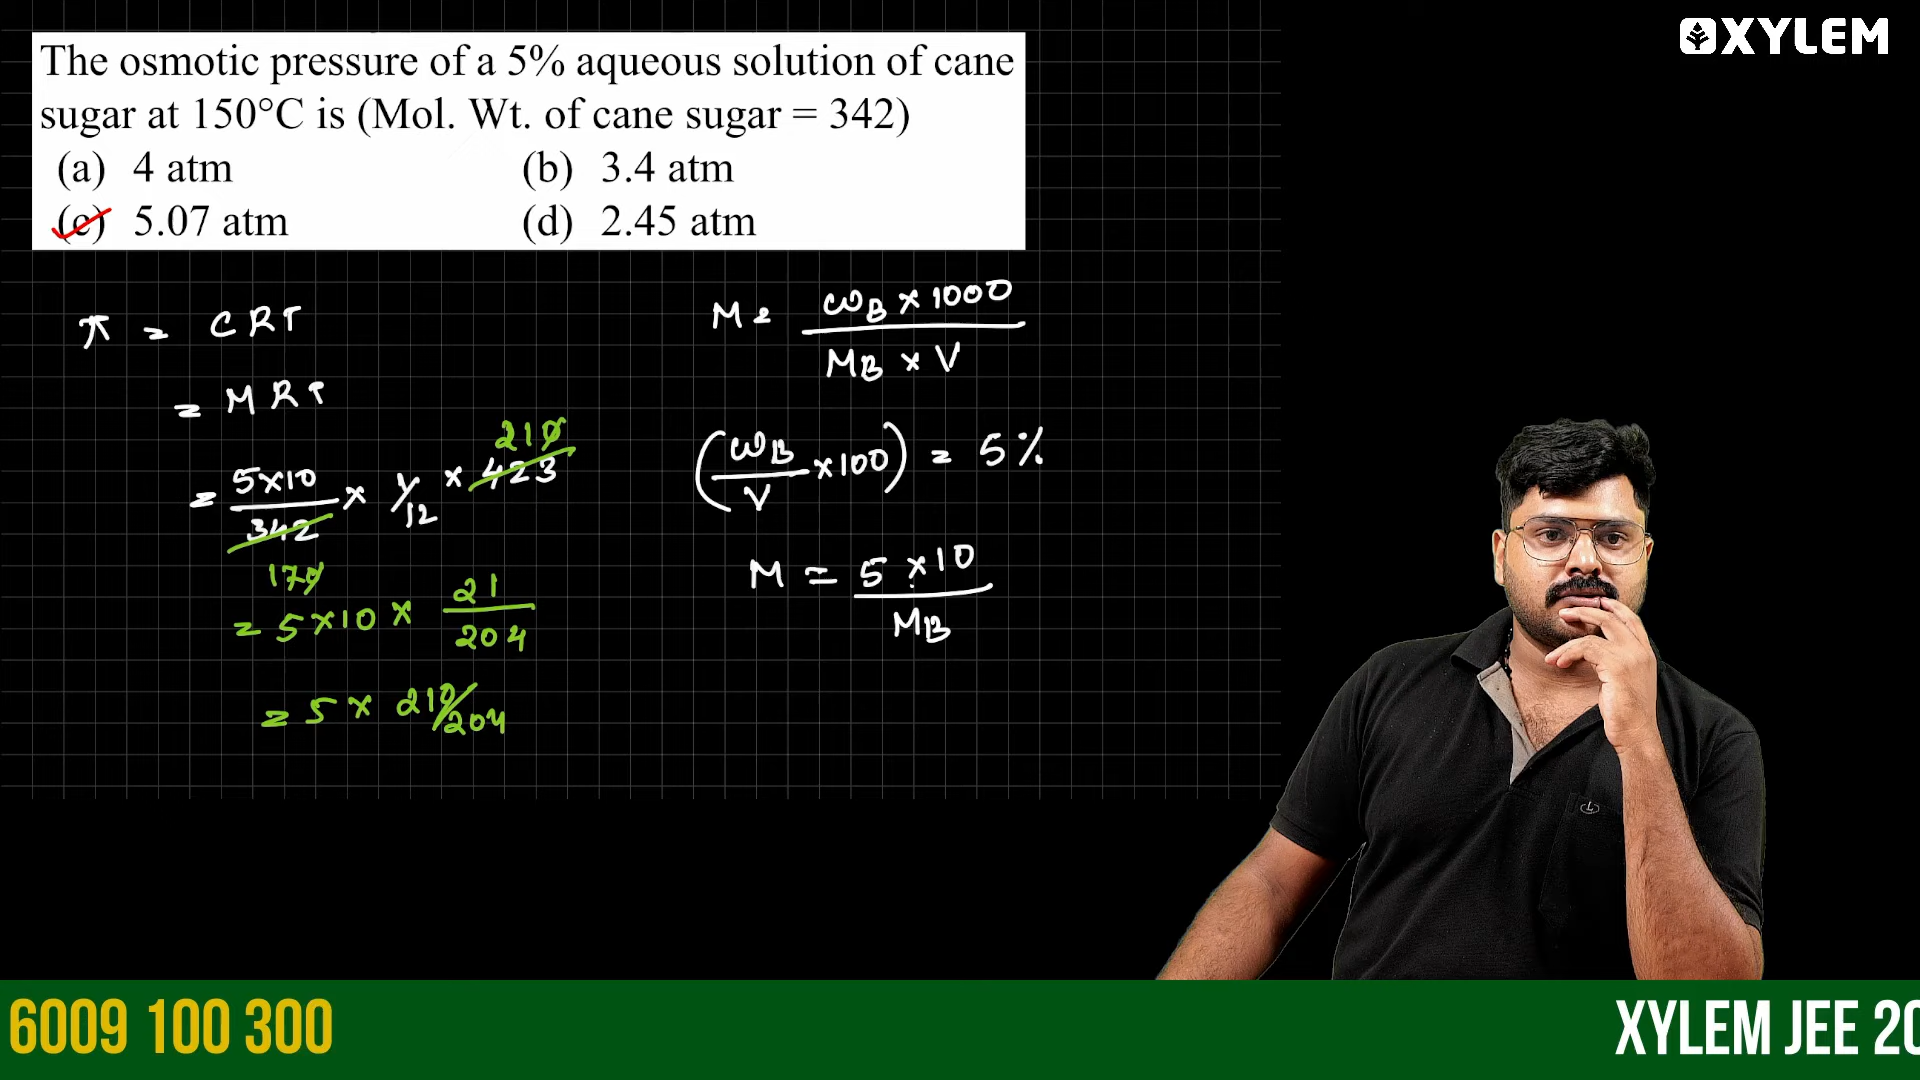 XYLEM
The osmotic pressure of a 5% aqueous solution of cane
sugar at 150°C is (Mol. Wt. of cane sugar = 342)
(a) 4 atm (b) 3.4 atm
(c) 5.07 atm (d) 2.45 atm
π = CRT
= MRT
= 5×10/342 × 1/12 × 423
210
170
= 5×10 × 21/204
= 5 × 210/204
M = ωB × 1000 / MB × V
(ωB/V ×100) = 5%
M = 5×10 / MB
6009 100 300
XYLEM JEE 20